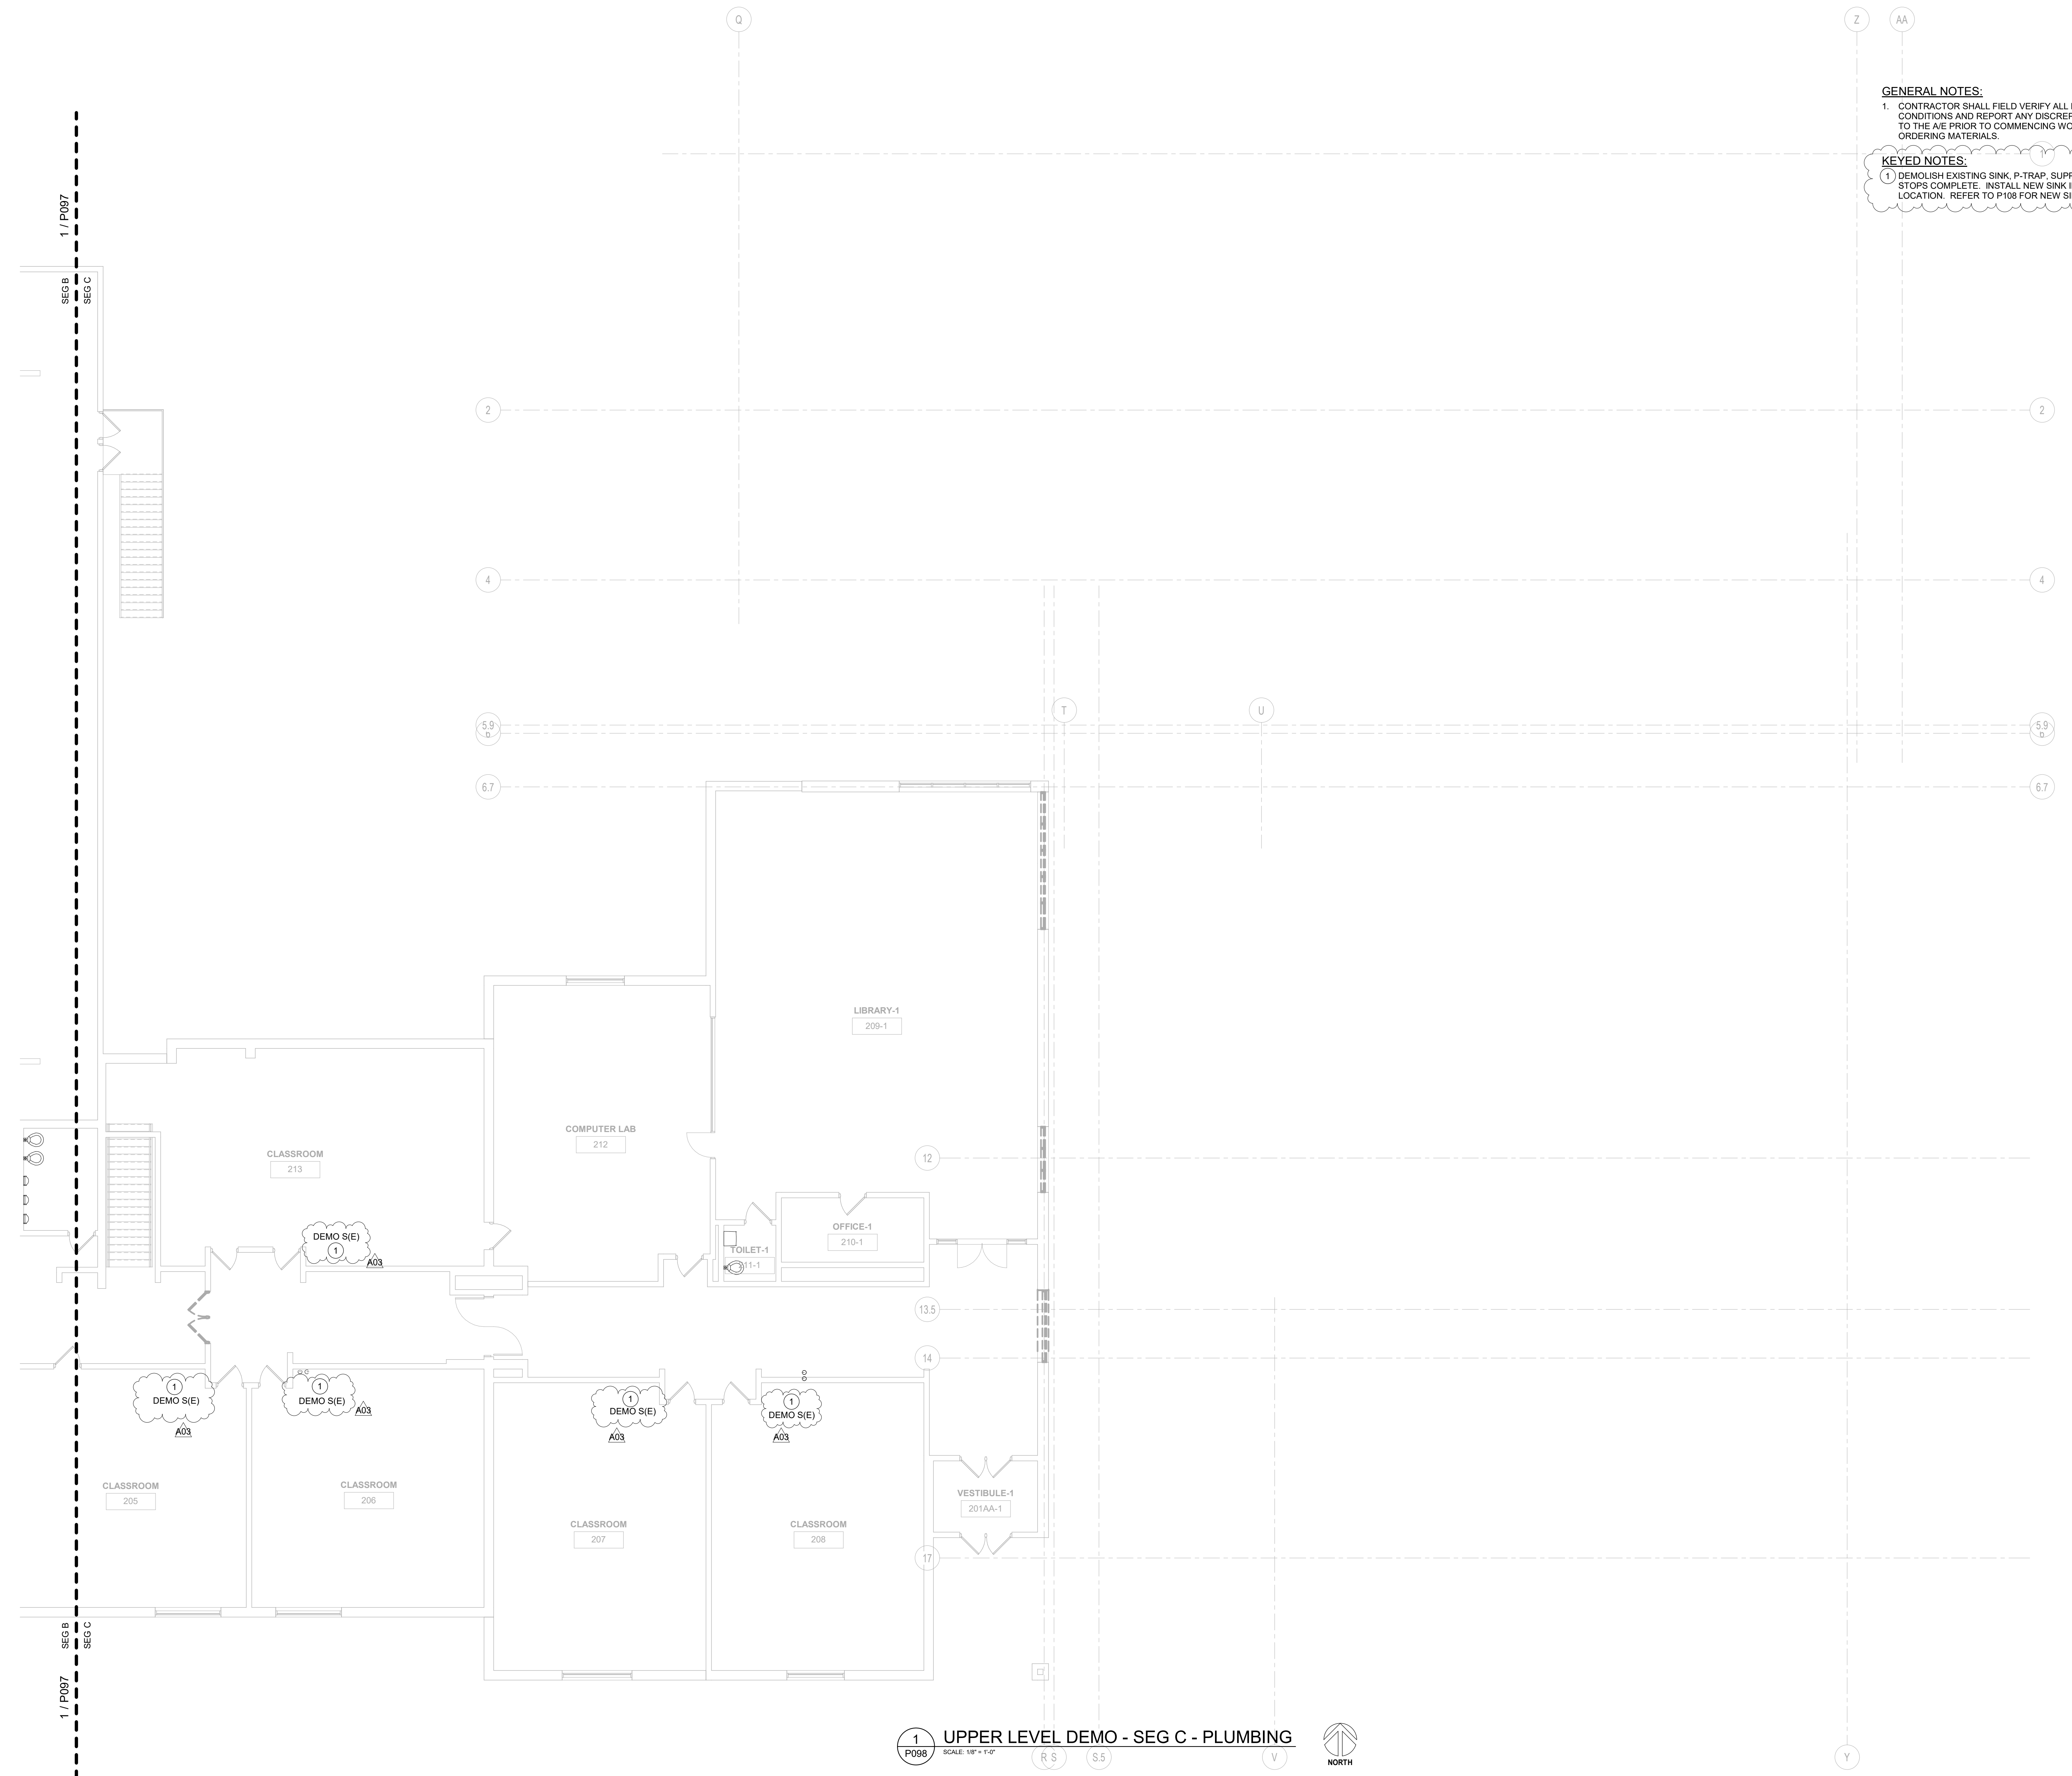 Q
Z
AA
GENERAL NOTES:
1. CONTRACTOR SHALL FIELD VERIFY ALL
CONDITIONS AND REPORT ANY
TO THE A/E PRIOR TO COMMENCING
ORDERING MATERIALS.
1
KEYED NOTES:
1 DEMOLISH EXISTING SINK, P-TRAP,
STOPS COMPLETE. INSTALL NEW SINK
LOCATION. REFER TO P108 FOR NEW
1 / P097
SEG B
SEG C
2
2
4
4
T
U
5.9
5.9
6.7
6.7
LIBRARY-1
209-1
COMPUTER LAB
212
CLASSROOM
213
12
DEMO S(E)
1
A03
OFFICE-1
210-1
TOILET-1
211-1
13.5
14
1
DEMO S(E)
A03
1
DEMO S(E)
A03
1
DEMO S(E)
A03
1
DEMO S(E)
A03
CLASSROOM
205
CLASSROOM
206
CLASSROOM
207
CLASSROOM
208
VESTIBULE-1
201AA-1
17
SEG B
SEG C
1 / P097
1
P098
UPPER LEVEL DEMO - SEG C - PLUMBING
SCALE: 1/8" = 1'-0"
R
S
S.5
V
NORTH
Y